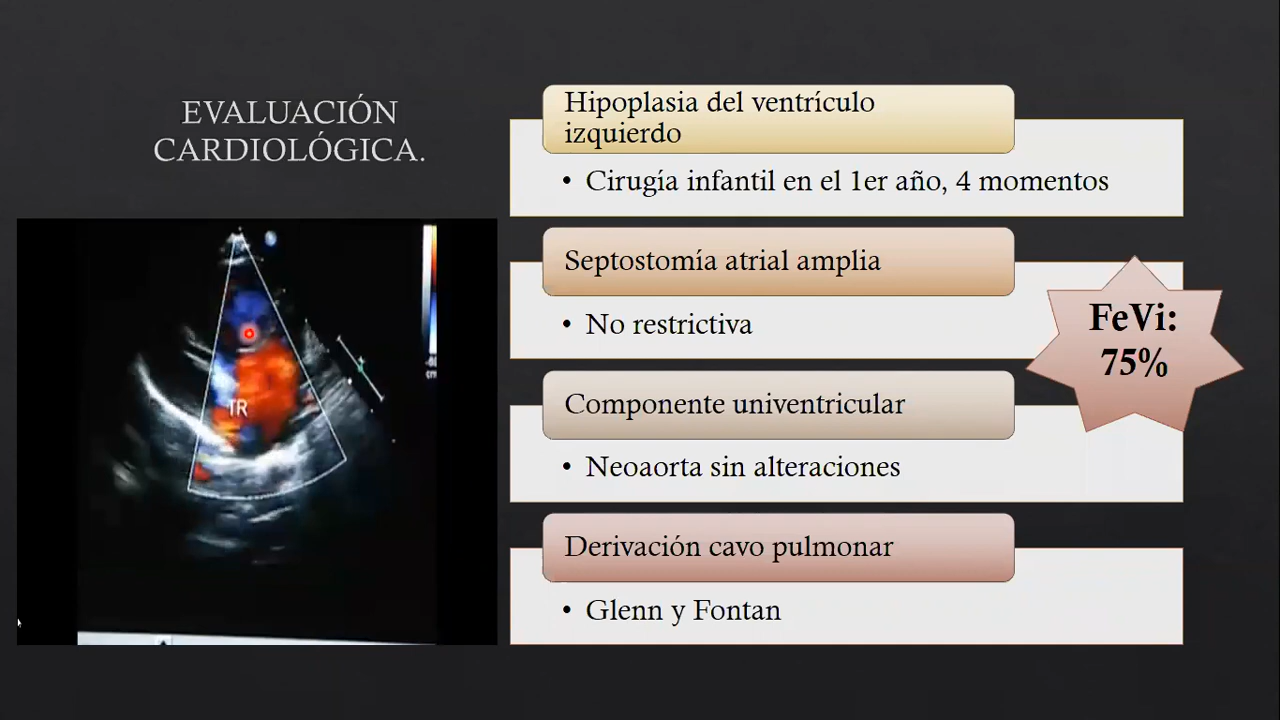 EVALUACIÓN
CARDIOLÓGICA.
Hipoplasia del ventrículo
izquierdo
• Cirugía infantil en el 1er año, 4 momentos
Septostomía atrial amplia
• No restrictiva
Componente univentricular
• Neoaorta sin alteraciones
Derivación cavo pulmonar
• Glenn y Fontan
FeVi:
75%